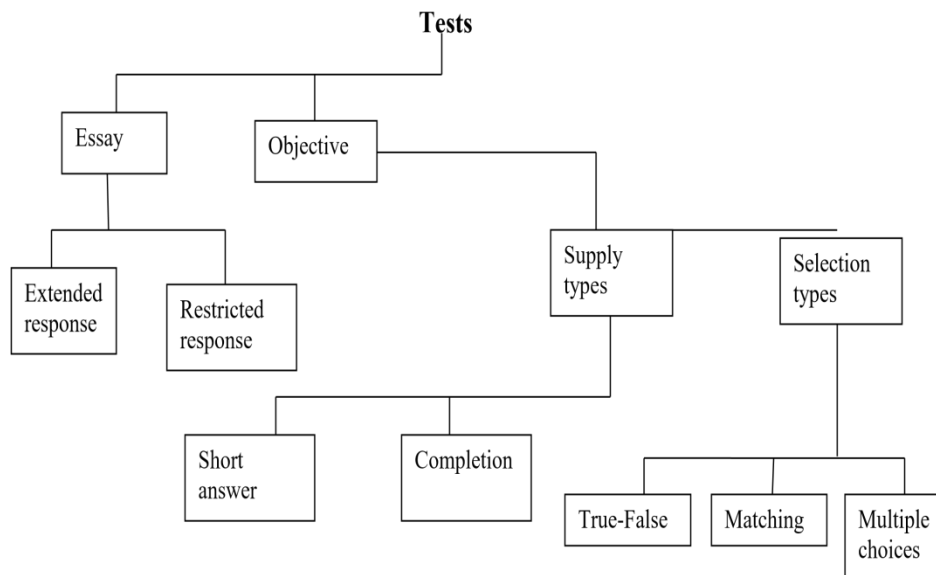 Tests
Essay
Objective
Supply
types
Selection
types
Extended
response
Restricted
response
Short
answer
Completion
True-False
Matching
Multiple
choices